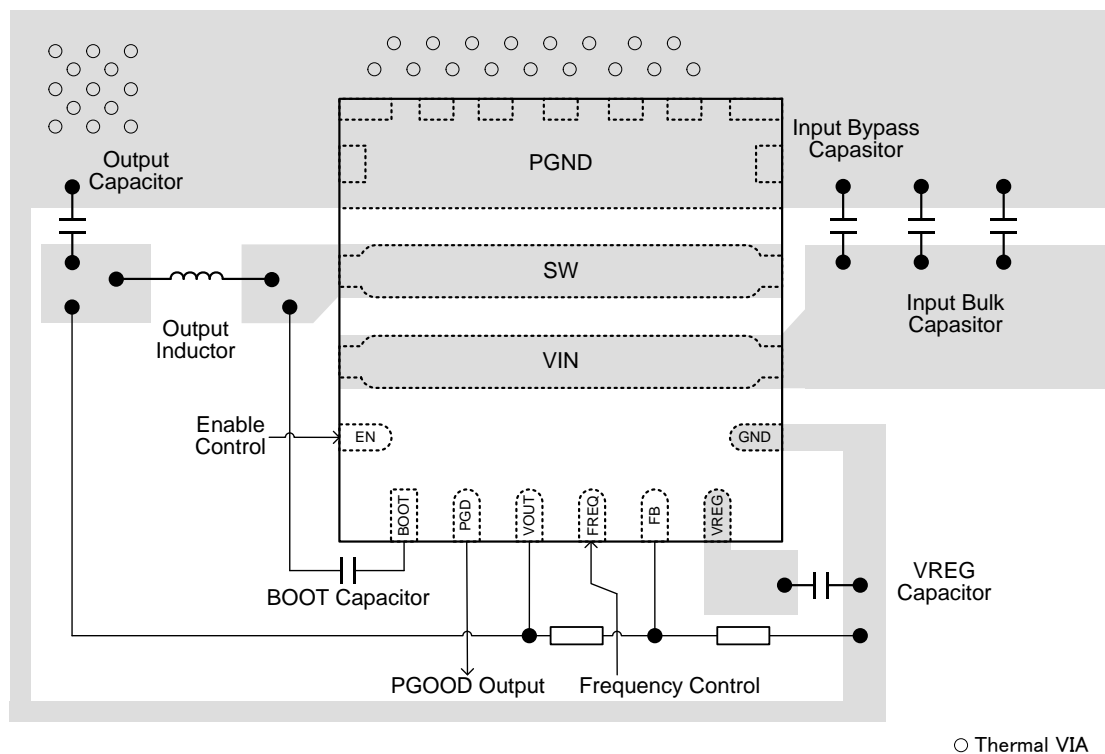 Output
Capacitor
PGND
Input Bypass
Capasitor
SW
Input Bulk
Capasitor
Output
Inductor
VIN
Enable
Control
EN
GND
BOOT
PGD
VOUT
FREQ
FB
VREG
BOOT Capacitor
VREG
Capacitor
PGOOD Output
Frequency Control
Thermal VIA